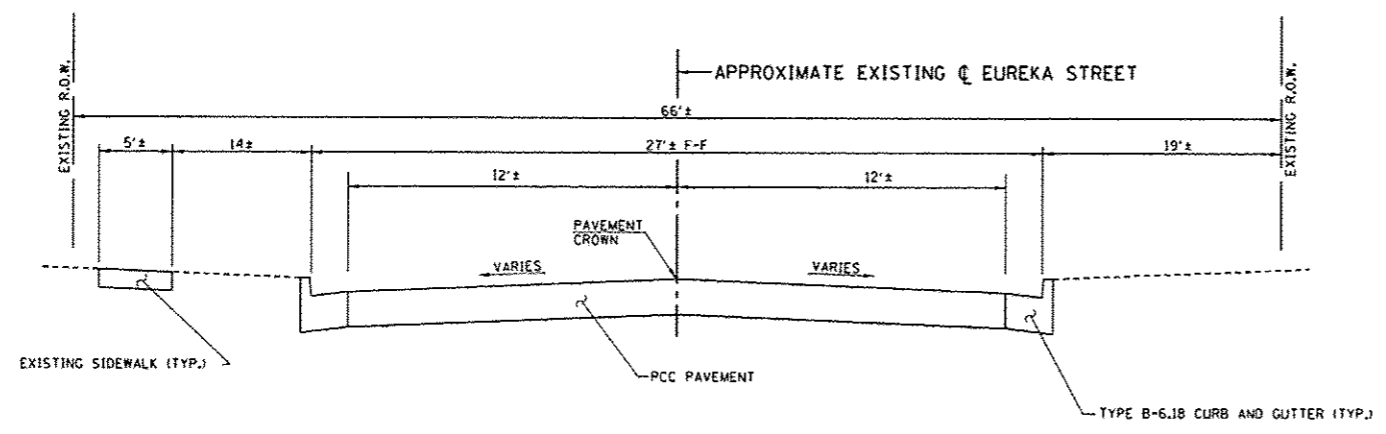 EXISTING R.O.W.
APPROXIMATE EXISTING ℄ EUREKA STREET
EXISTING R.O.W.
66'±
5'±
14±
27'± F-F
19'±
12'±
12'±
PAVEMENT
CROWN
VARIES
VARIES
EXISTING SIDEWALK (TYP.)
PCC PAVEMENT
TYPE B-6.18 CURB AND GUTTER (TYP.)